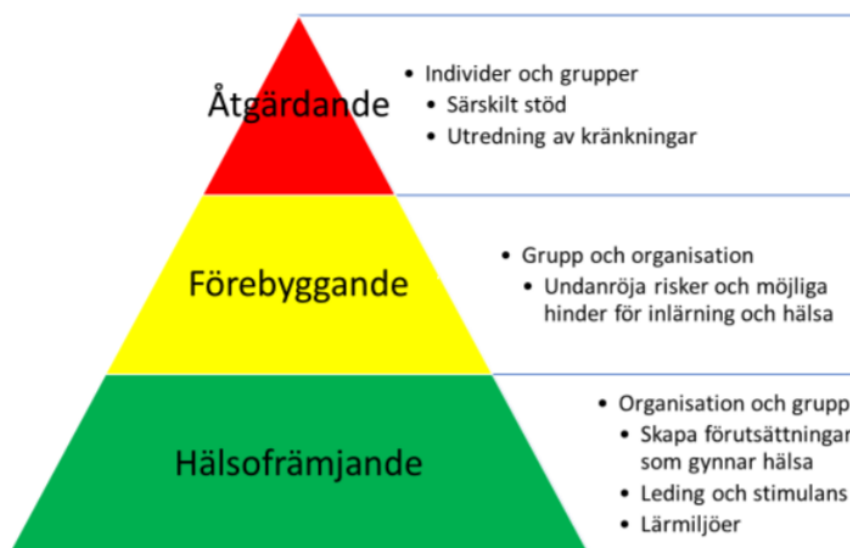 Åtgärdande
• Individer och grupper
• Särskilt stöd
• Utredning av kränkningar
Förebyggande
• Grupp och organisation
• Undanröja risker och möjliga
hinder för inlärning och hälsa
Hälsofrämjande
• Organisation och grupp
• Skapa förutsättningar
som gynnar hälsa
• Leding och stimulans
• Lärmiljöer